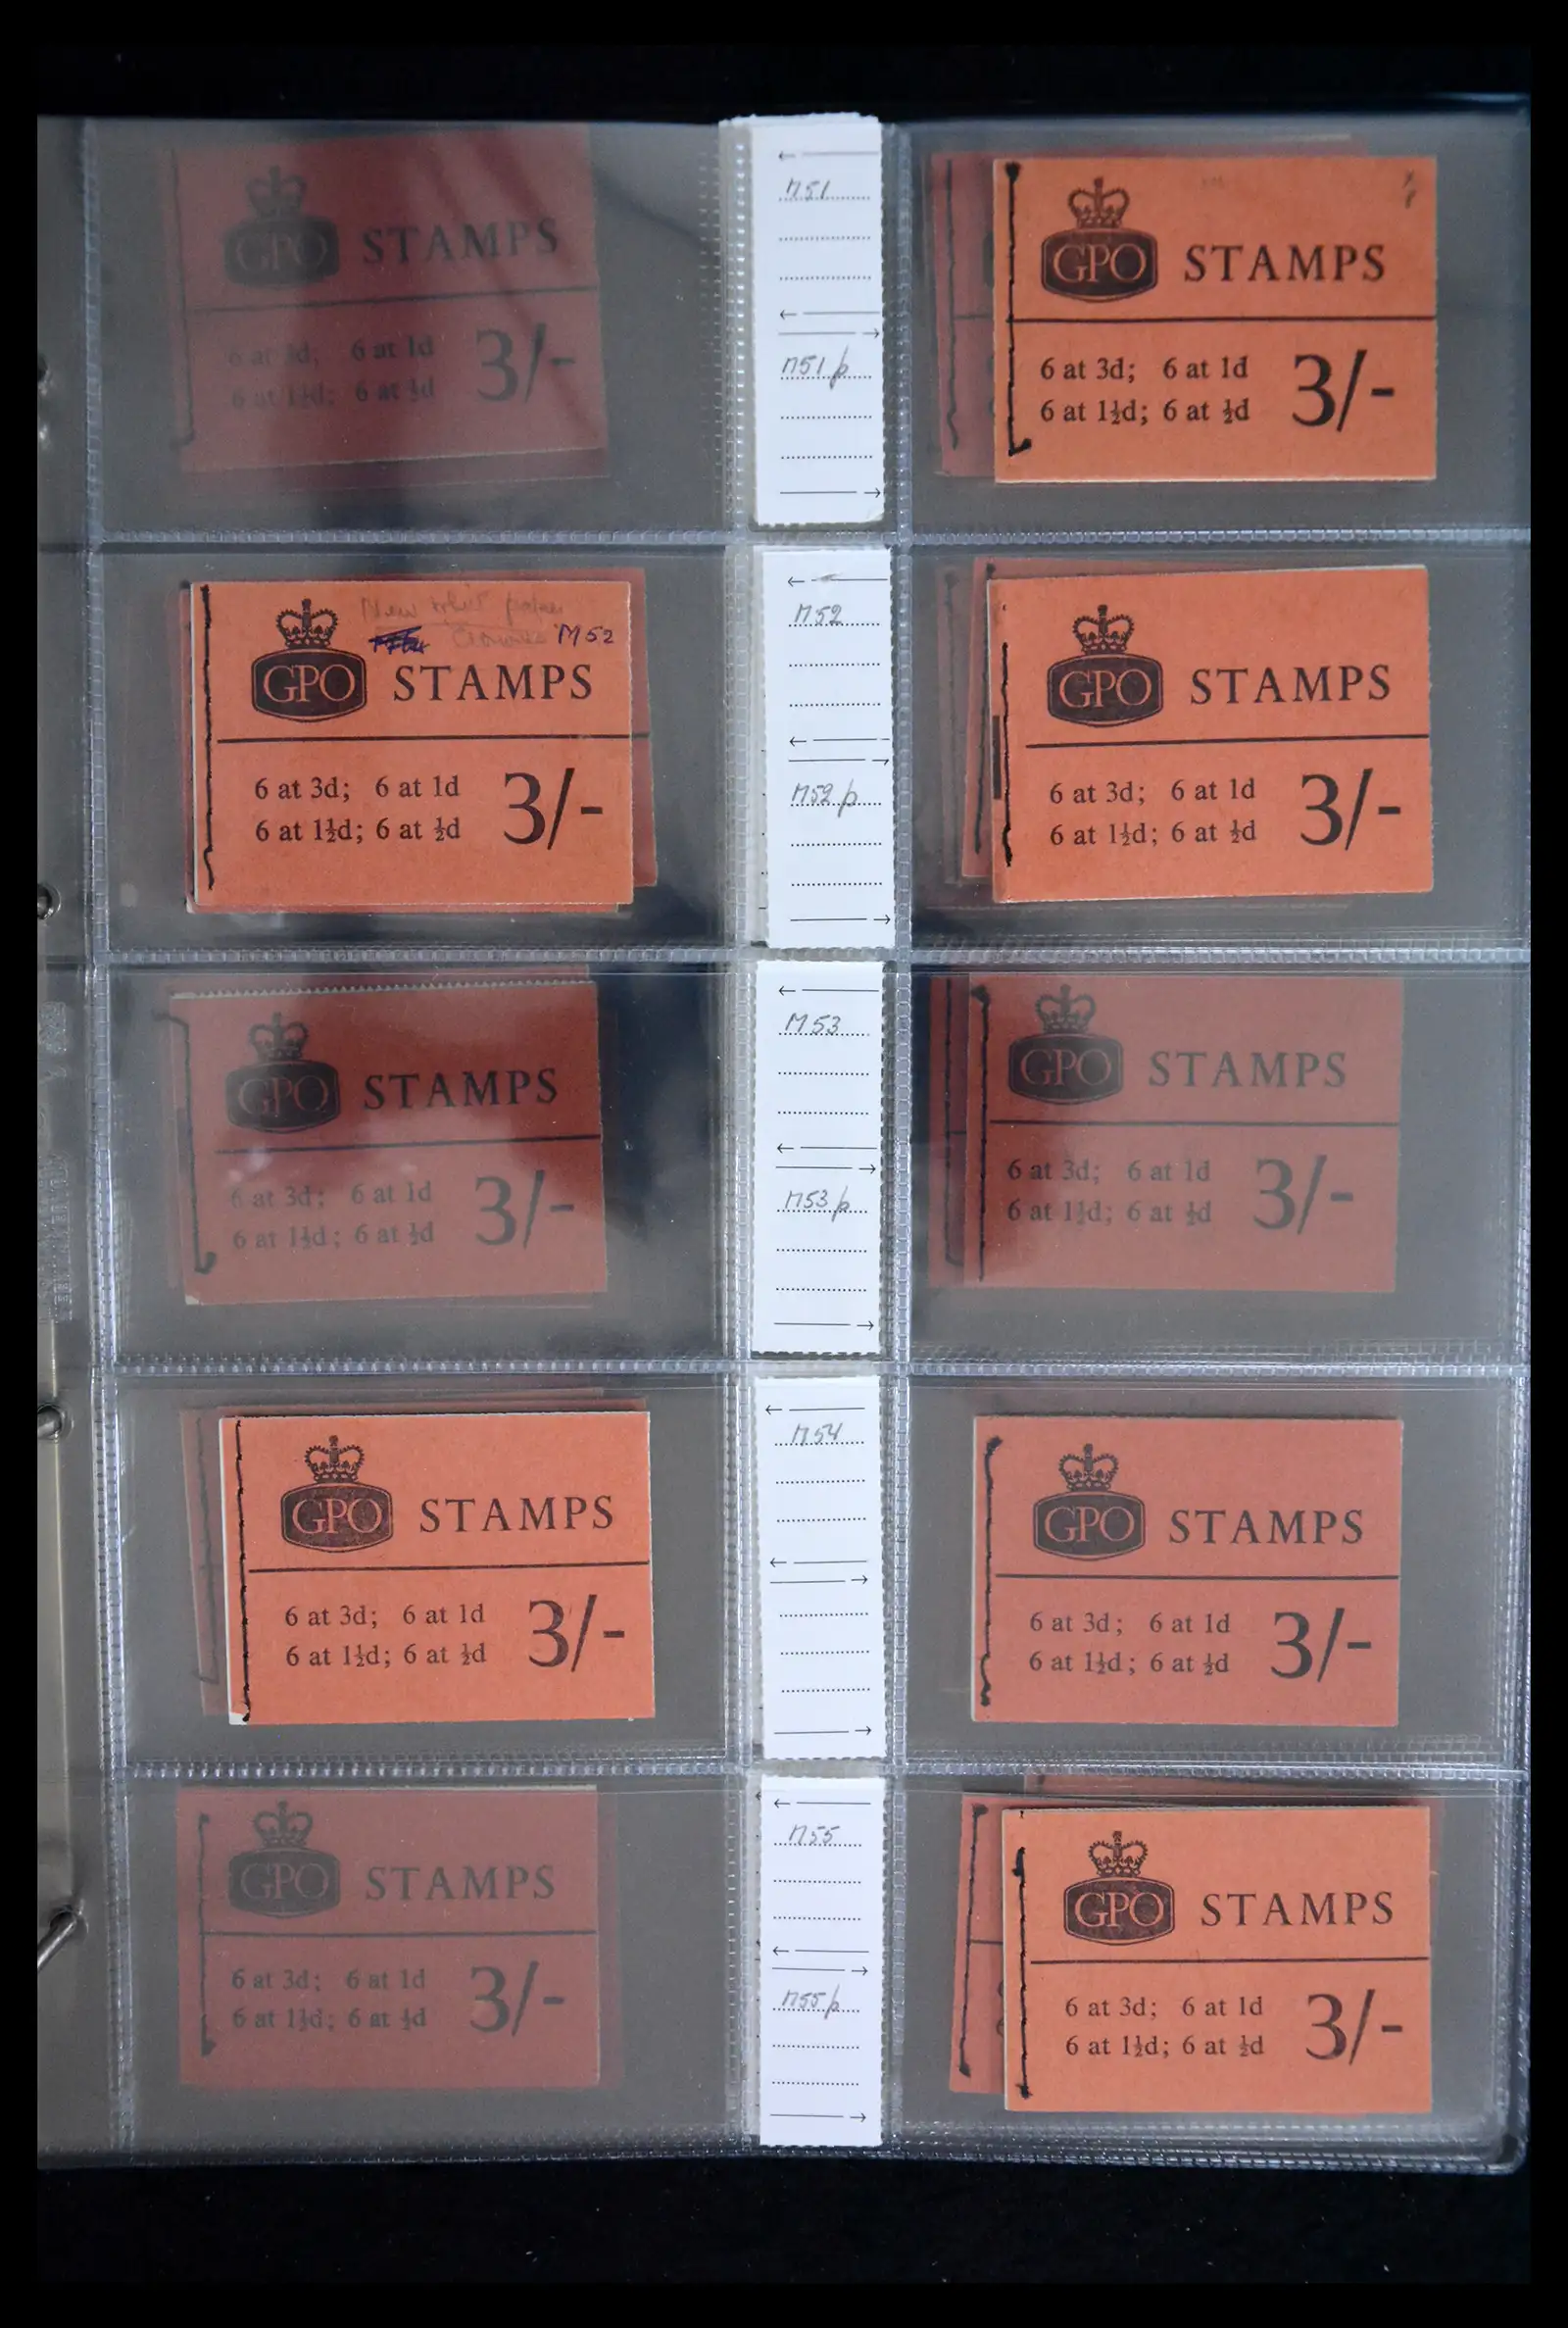 GPO STAMPS
6 at 3d; 6 at 1d
6 at 1½d; 6 at ½d
3/-
M51
M51p
GPO STAMPS
6 at 3d; 6 at 1d
6 at 1½d; 6 at ½d
3/-
New
M52
GPO STAMPS
6 at 3d; 6 at 1d
6 at 1½d; 6 at ½d
3/-
M52
M52p
GPO STAMPS
6 at 3d; 6 at 1d
6 at 1½d; 6 at ½d
3/-
GPO STAMPS
6 at 3d; 6 at 1d
6 at 1½d; 6 at ½d
3/-
M53
M53p
GPO STAMPS
6 at 3d; 6 at 1d
6 at 1½d; 6 at ½d
3/-
GPO STAMPS
6 at 3d; 6 at 1d
6 at 1½d; 6 at ½d
3/-
M54
GPO STAMPS
6 at 3d; 6 at 1d
6 at 1½d; 6 at ½d
3/-
GPO STAMPS
6 at 3d; 6 at 1d
6 at 1½d; 6 at ½d
3/-
M55
M55p
GPO STAMPS
6 at 3d; 6 at 1d
6 at 1½d; 6 at ½d
3/-